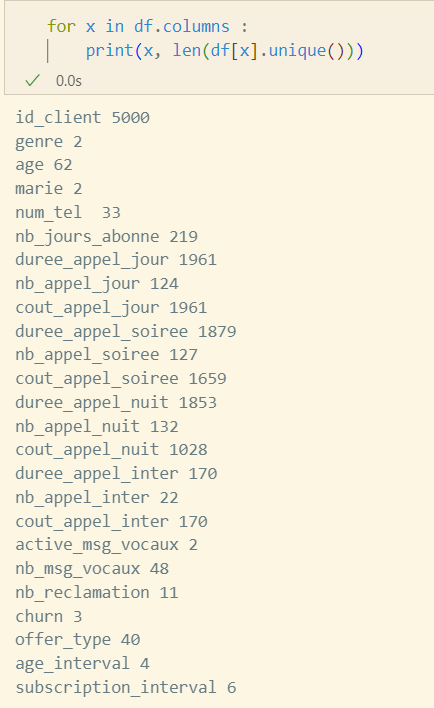 for x in df.columns :
    print(x, len(df[x].unique()))
0.0s
id_client 5000
genre 2
age 62
marie 2
num_tel  33
nb_jours_abonne 219
duree_appel_jour 1961
nb_appel_jour 124
cout_appel_jour 1961
duree_appel_soiree 1879
nb_appel_soiree 127
cout_appel_soiree 1659
duree_appel_nuit 1853
nb_appel_nuit 132
cout_appel_nuit 1028
duree_appel_inter 170
nb_appel_inter 22
cout_appel_inter 170
active_msg_vocaux 2
nb_msg_vocaux 48
nb_reclamation 11
churn 3
offer_type 40
age_interval 4
subscription_interval 6